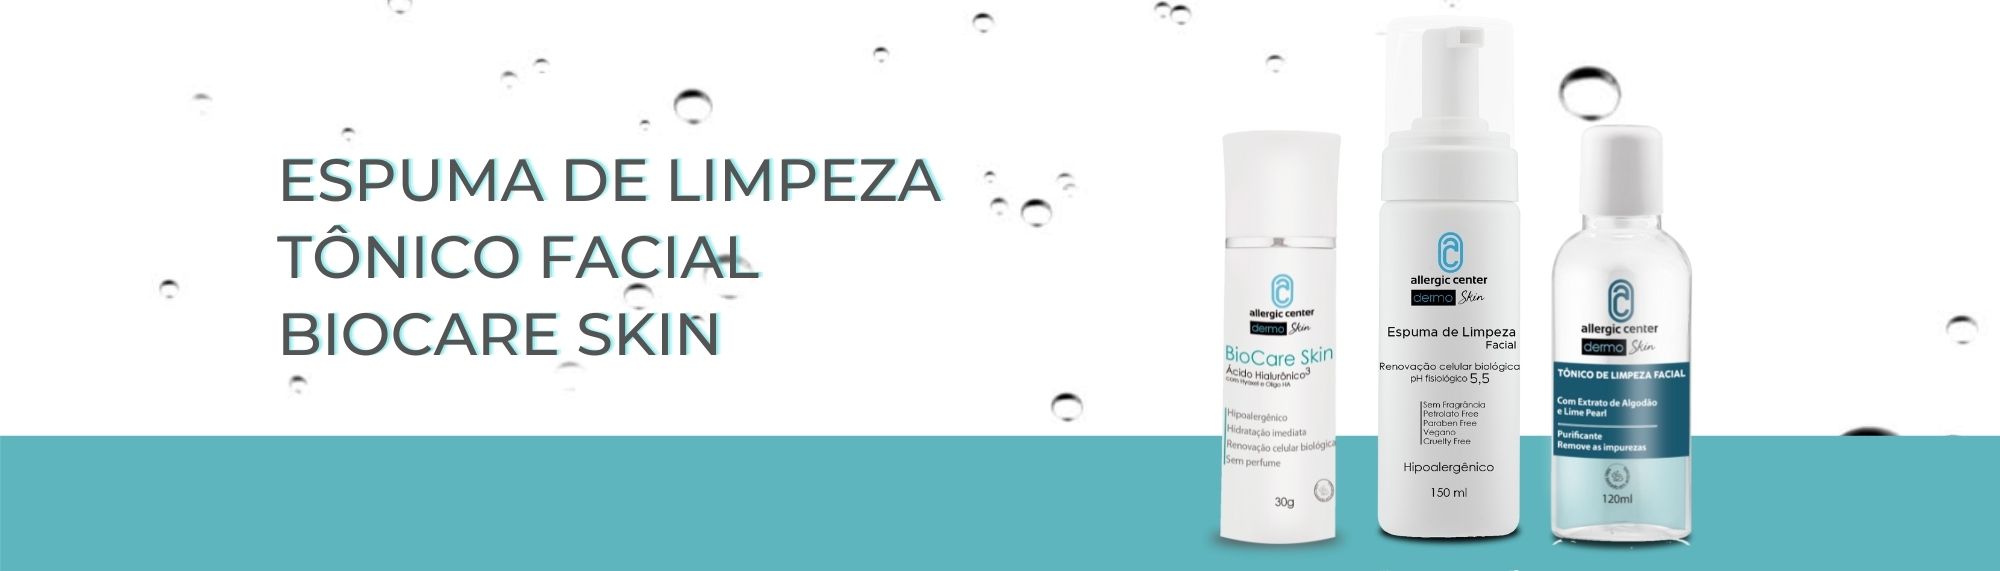 ESPUMA DE LIMPEZA
TÔNICO FACIAL
BIOCARE SKIN
allergic center
dermo Skin
BioCare Skin
Ácido Hialurônico³
com Hyaxel e Oligo HA
Hipoalergênico
Hidratação imediata
Renovação celular biológica
Sem perfume
30g
allergic center
dermo Skin
Espuma de Limpeza
Facial
Renovação celular biológica
pH fisiológico 5,5
Sem Fragrância
Petrolato Free
Paraben Free
Vegano
Cruelty Free
Hipoalergênico
150 ml
allergic center
dermo Skin
TÔNICO DE LIMPEZA FACIAL
Com Extrato de Algodão
e Lime Pearl
Purificante
Remove as impurezas
120ml